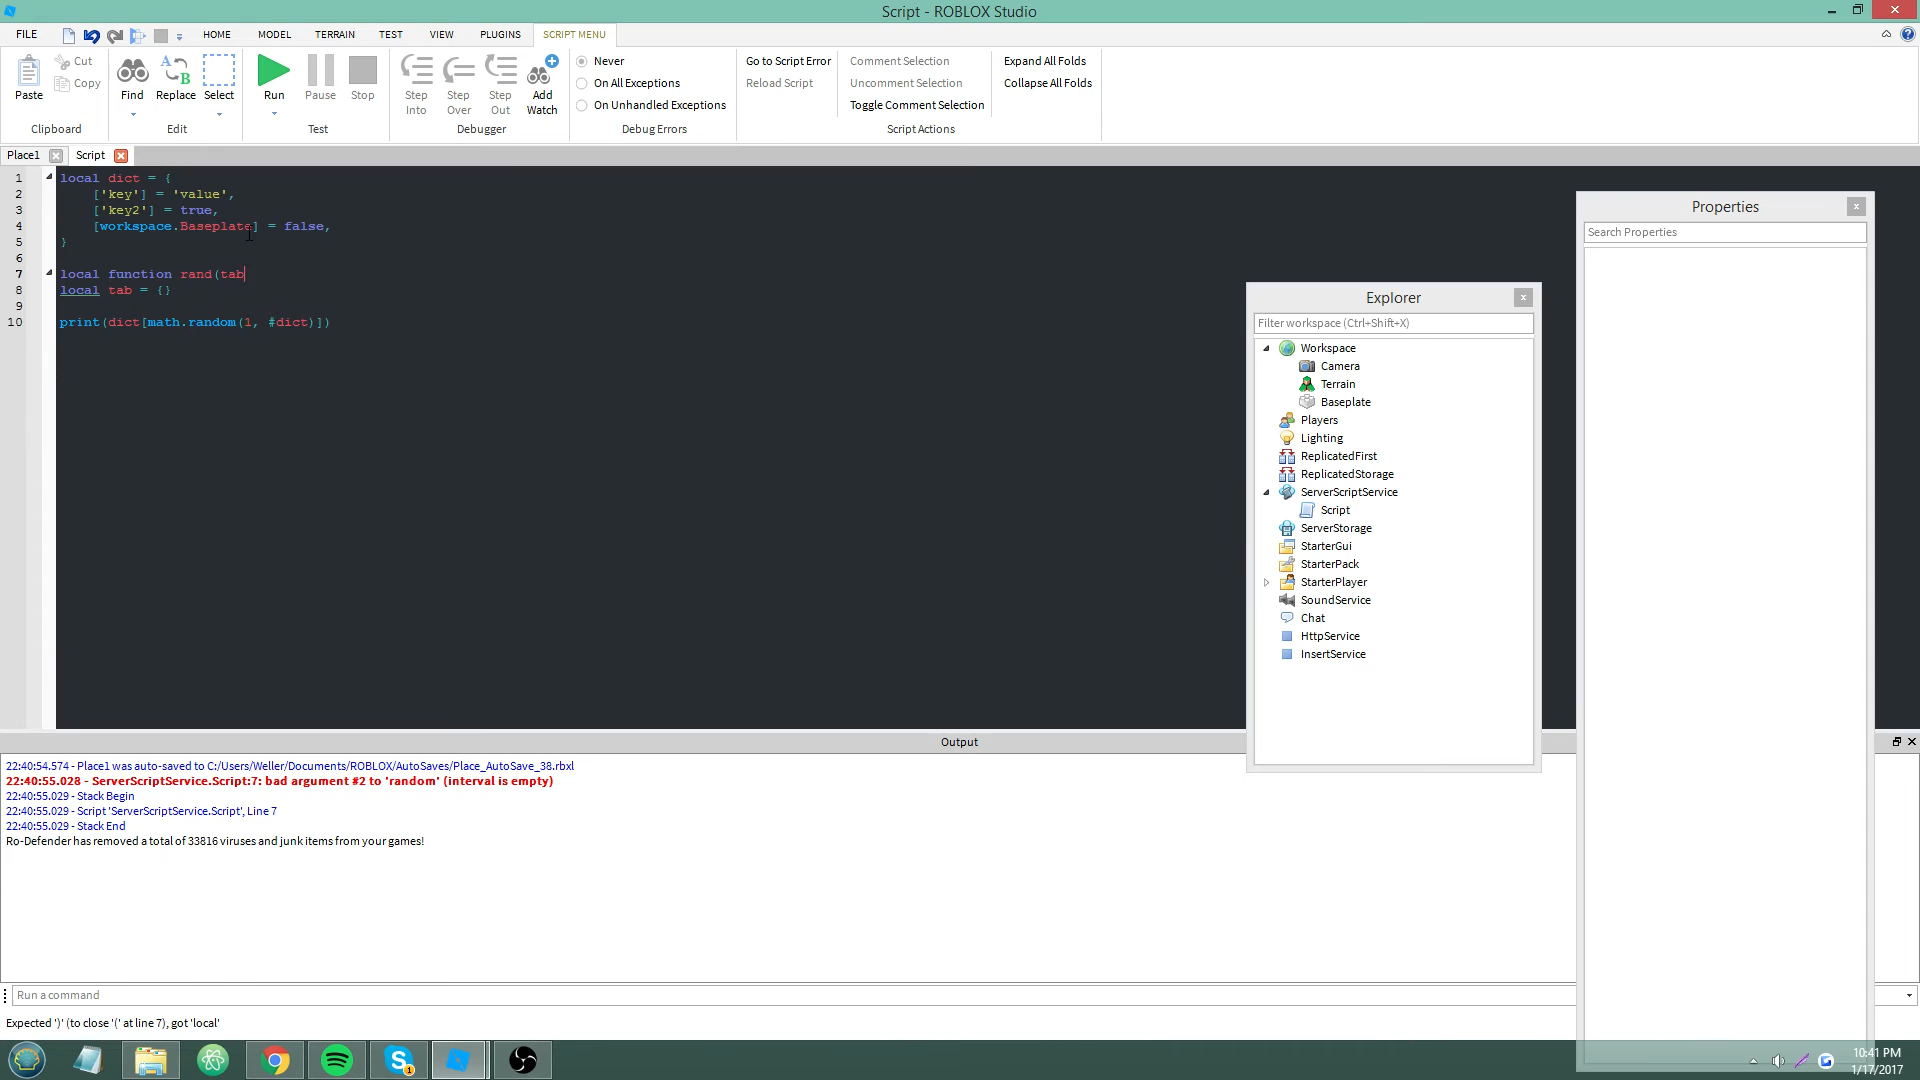 Script - ROBLOX Studio
FILE HOME MODEL TERRAIN TEST VIEW PLUGINS SCRIPT MENU
Paste
Cut
Copy
Clipboard
Find
Replace
Select
Edit
Run
Pause
Stop
Test
Step Into
Step Over
Step Out
Add Watch
Debugger
Never
On All Exceptions
On Unhandled Exceptions
Debug Errors
Go to Script Error
Reload Script
Comment Selection
Uncomment Selection
Toggle Comment Selection
Expand All Folds
Collapse All Folds
Script Actions
Place1 Script
1 local dict = {
2 ['key'] = 'value',
3 ['key2'] = true,
4 [workspace.Baseplate] = false,
5 }
6
7 local function rand(tab
8 local tab = {}
9
10 print(dict[math.random(1, #dict)])
Explorer
Filter workspace (Ctrl+Shift+X)
Workspace
Camera
Terrain
Baseplate
Players
Lighting
ReplicatedFirst
ReplicatedStorage
ServerScriptService
Script
ServerStorage
StarterGui
StarterPack
StarterPlayer
SoundService
Chat
HttpService
InsertService
Properties
Search Properties
Output
22:40:54.574 - Place1 was auto-saved to C:/Users/Weller/Documents/ROBLOX/AutoSaves/Place_AutoSave_38.rbxl
22:40:55.028 - ServerScriptService.Script:7: bad argument #2 to 'random' (interval is empty)
22:40:55.029 - Stack Begin
22:40:55.029 - Script 'ServerScriptService.Script', Line 7
22:40:55.029 - Stack End
Ro-Defender has removed a total of 33816 viruses and junk items from your games!
Run a command
Expected ')' (to close '(' at line 7), got 'local'
10:41 PM
1/17/2017